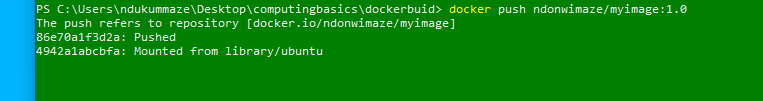 PS C:\Users\ndukummaze\Desktop\computingbasics\dockerbuid> docker push ndonwimaze/myimage:1.0
The push refers to repository [docker.io/ndonwimaze/myimage]
86e70a1f3d2a: Pushed
4942a1abcbfa: Mounted from library/ubuntu